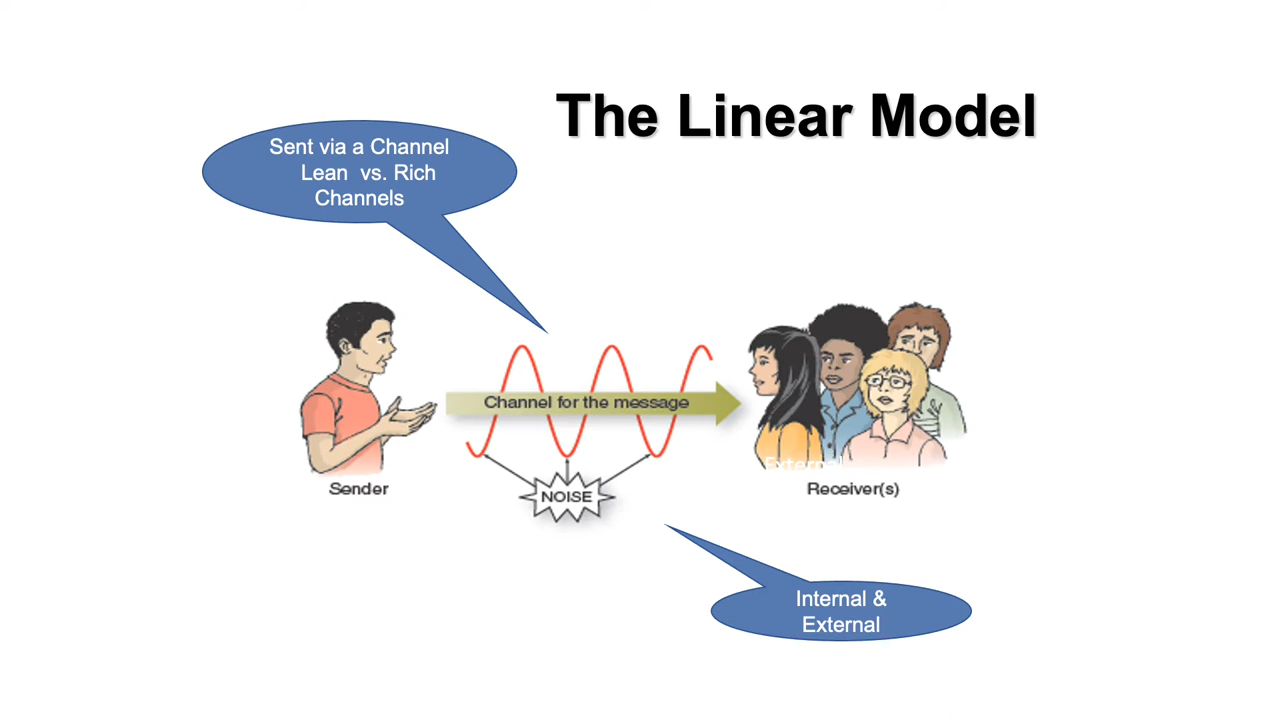 The Linear Model
Sent via a Channel
Lean vs. Rich
Channels
Channel for the message
External
NOISE
Sender
Receiver(s)
Internal &
External